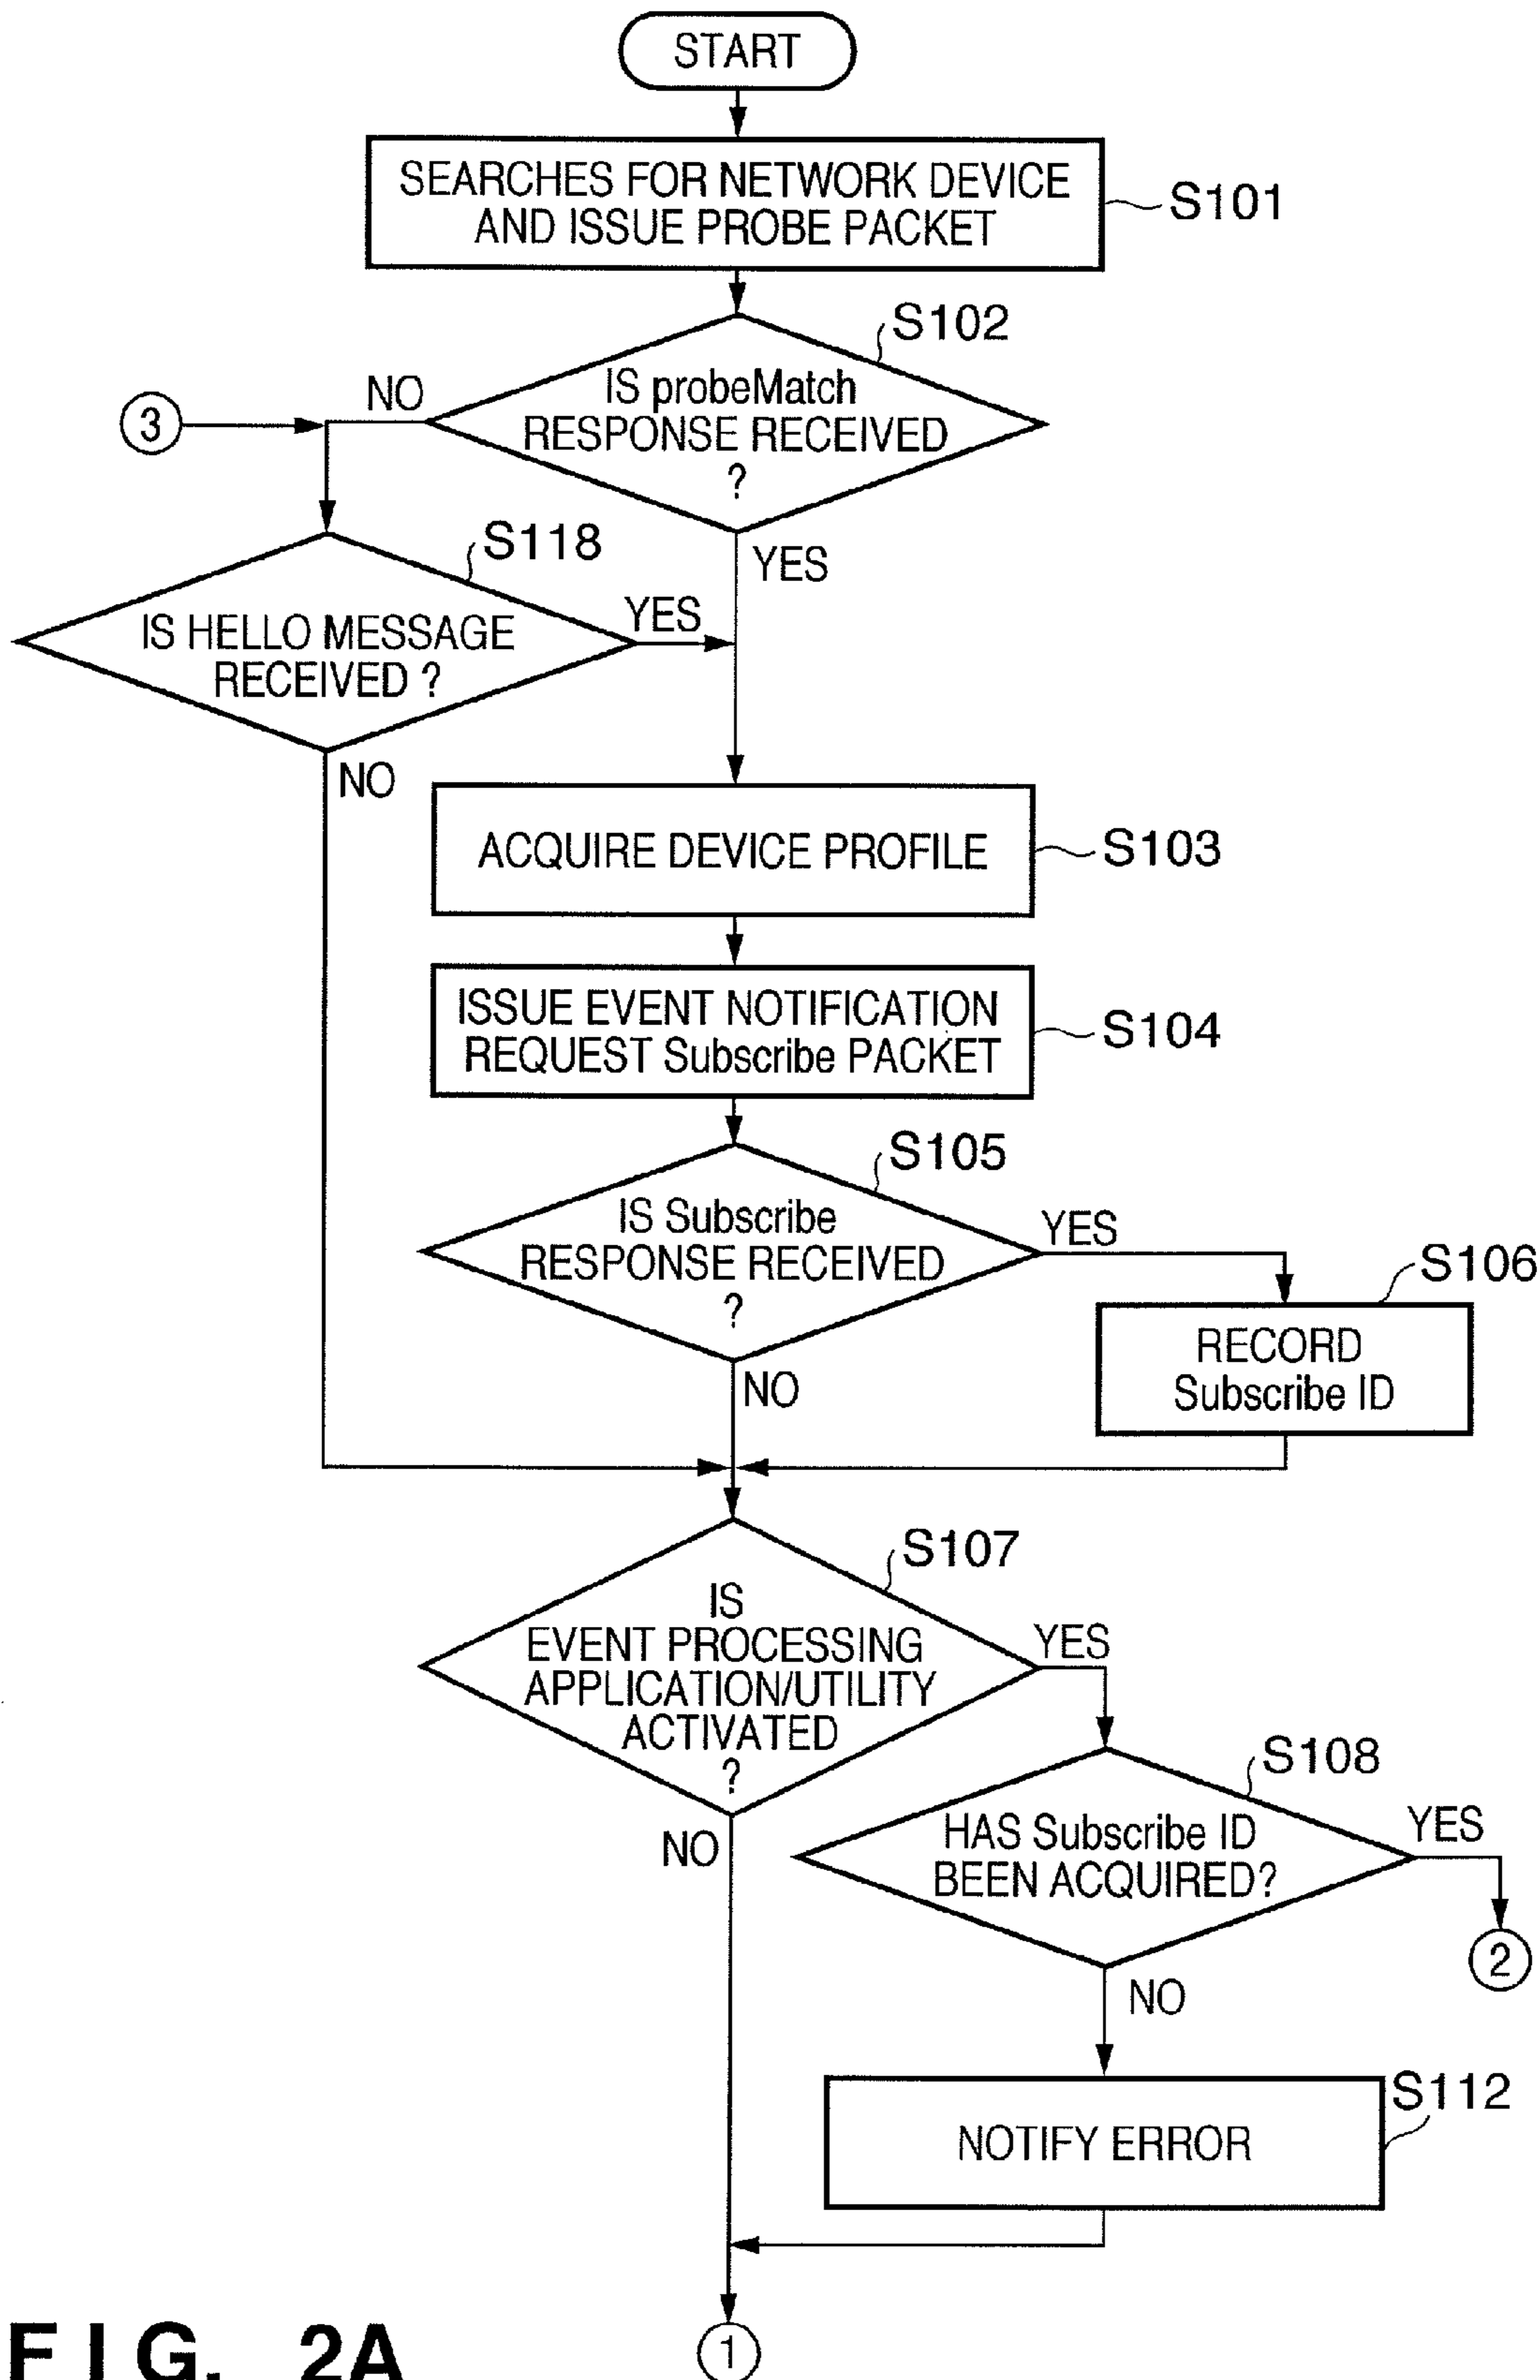 START
SEARCHES FOR NETWORK DEVICE
AND ISSUE PROBE PACKET
S101
S102
IS probeMatch
RESPONSE RECEIVED
?
NO
3
YES
S118
IS HELLO MESSAGE
RECEIVED ?
YES
NO
ACQUIRE DEVICE PROFILE
S103
ISSUE EVENT NOTIFICATION
REQUEST Subscribe PACKET
S104
S105
IS Subscribe
RESPONSE RECEIVED
?
YES
NO
S106
RECORD
Subscribe ID
S107
IS
EVENT PROCESSING
APPLICATION/UTILITY
ACTIVATED
?
YES
NO
S108
HAS Subscribe ID
BEEN ACQUIRED?
YES
2
NO
S112
NOTIFY ERROR
1
FIG. 2A